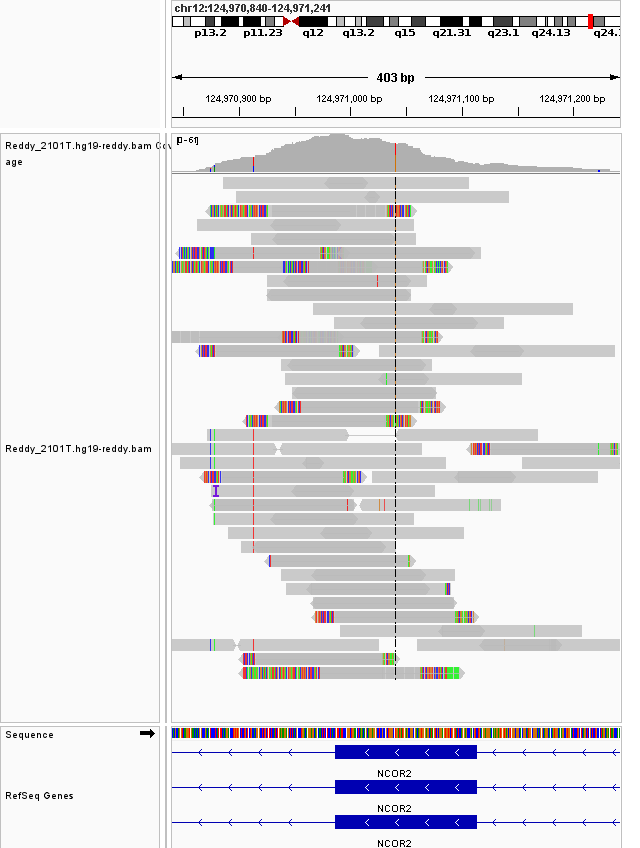 chr12:124,970,840-124,971,241
p13.2 p11.23 q12 q13.2 q15 q21.31 q23.1 q24.13 q24.
403 bp
124,970,900 bp 124,971,000 bp 124,971,100 bp 124,971,200 bp
Reddy_2101T.hg19-reddy.bam Cov
age
[0-61]
Reddy_2101T.hg19-reddy.bam
Sequence
NCOR2
RefSeq Genes
NCOR2
NCOR2